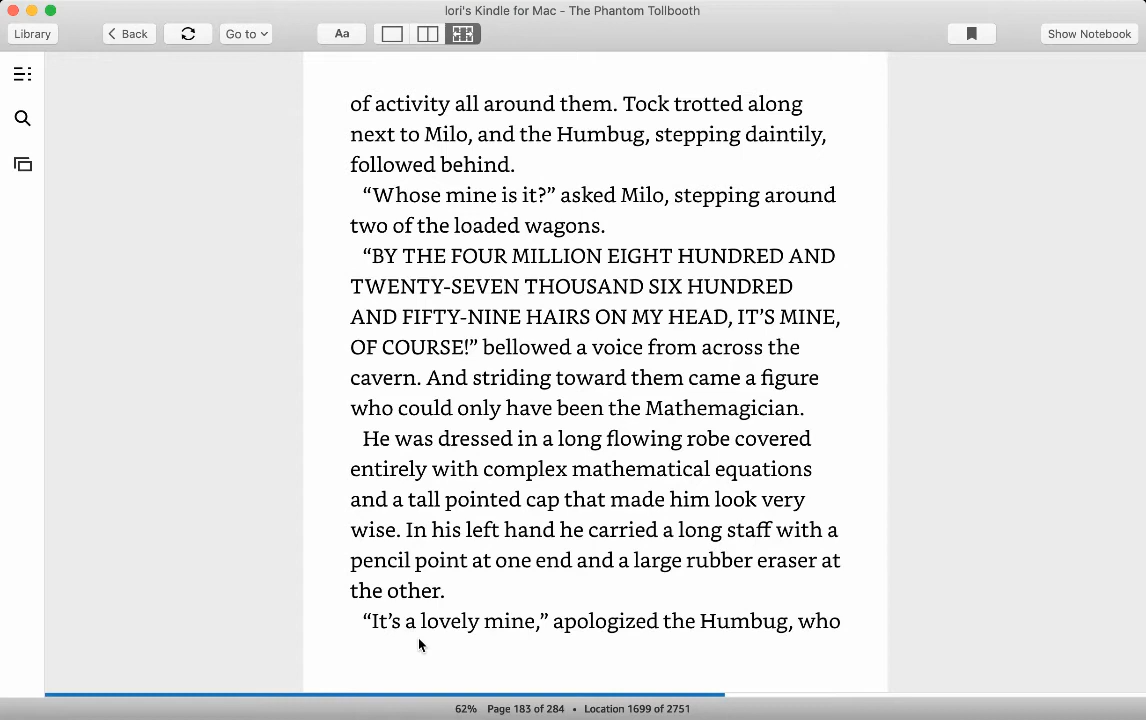 lori's Kindle for Mac - The Phantom Tollbooth
Library
Back
Go to
Aa
Show Notebook
of activity all around them. Tock trotted along
next to Milo, and the Humbug, stepping daintily,
followed behind.
“Whose mine is it?” asked Milo, stepping around
two of the loaded wagons.
“BY THE FOUR MILLION EIGHT HUNDRED AND
TWENTY-SEVEN THOUSAND SIX HUNDRED
AND FIFTY-NINE HAIRS ON MY HEAD, IT’S MINE,
OF COURSE!” bellowed a voice from across the
cavern. And striding toward them came a figure
who could only have been the Mathemagician.
He was dressed in a long flowing robe covered
entirely with complex mathematical equations
and a tall pointed cap that made him look very
wise. In his left hand he carried a long staff with a
pencil point at one end and a large rubber eraser at
the other.
“It’s a lovely mine,” apologized the Humbug, who
62% Page 183 of 284 • Location 1699 of 2751